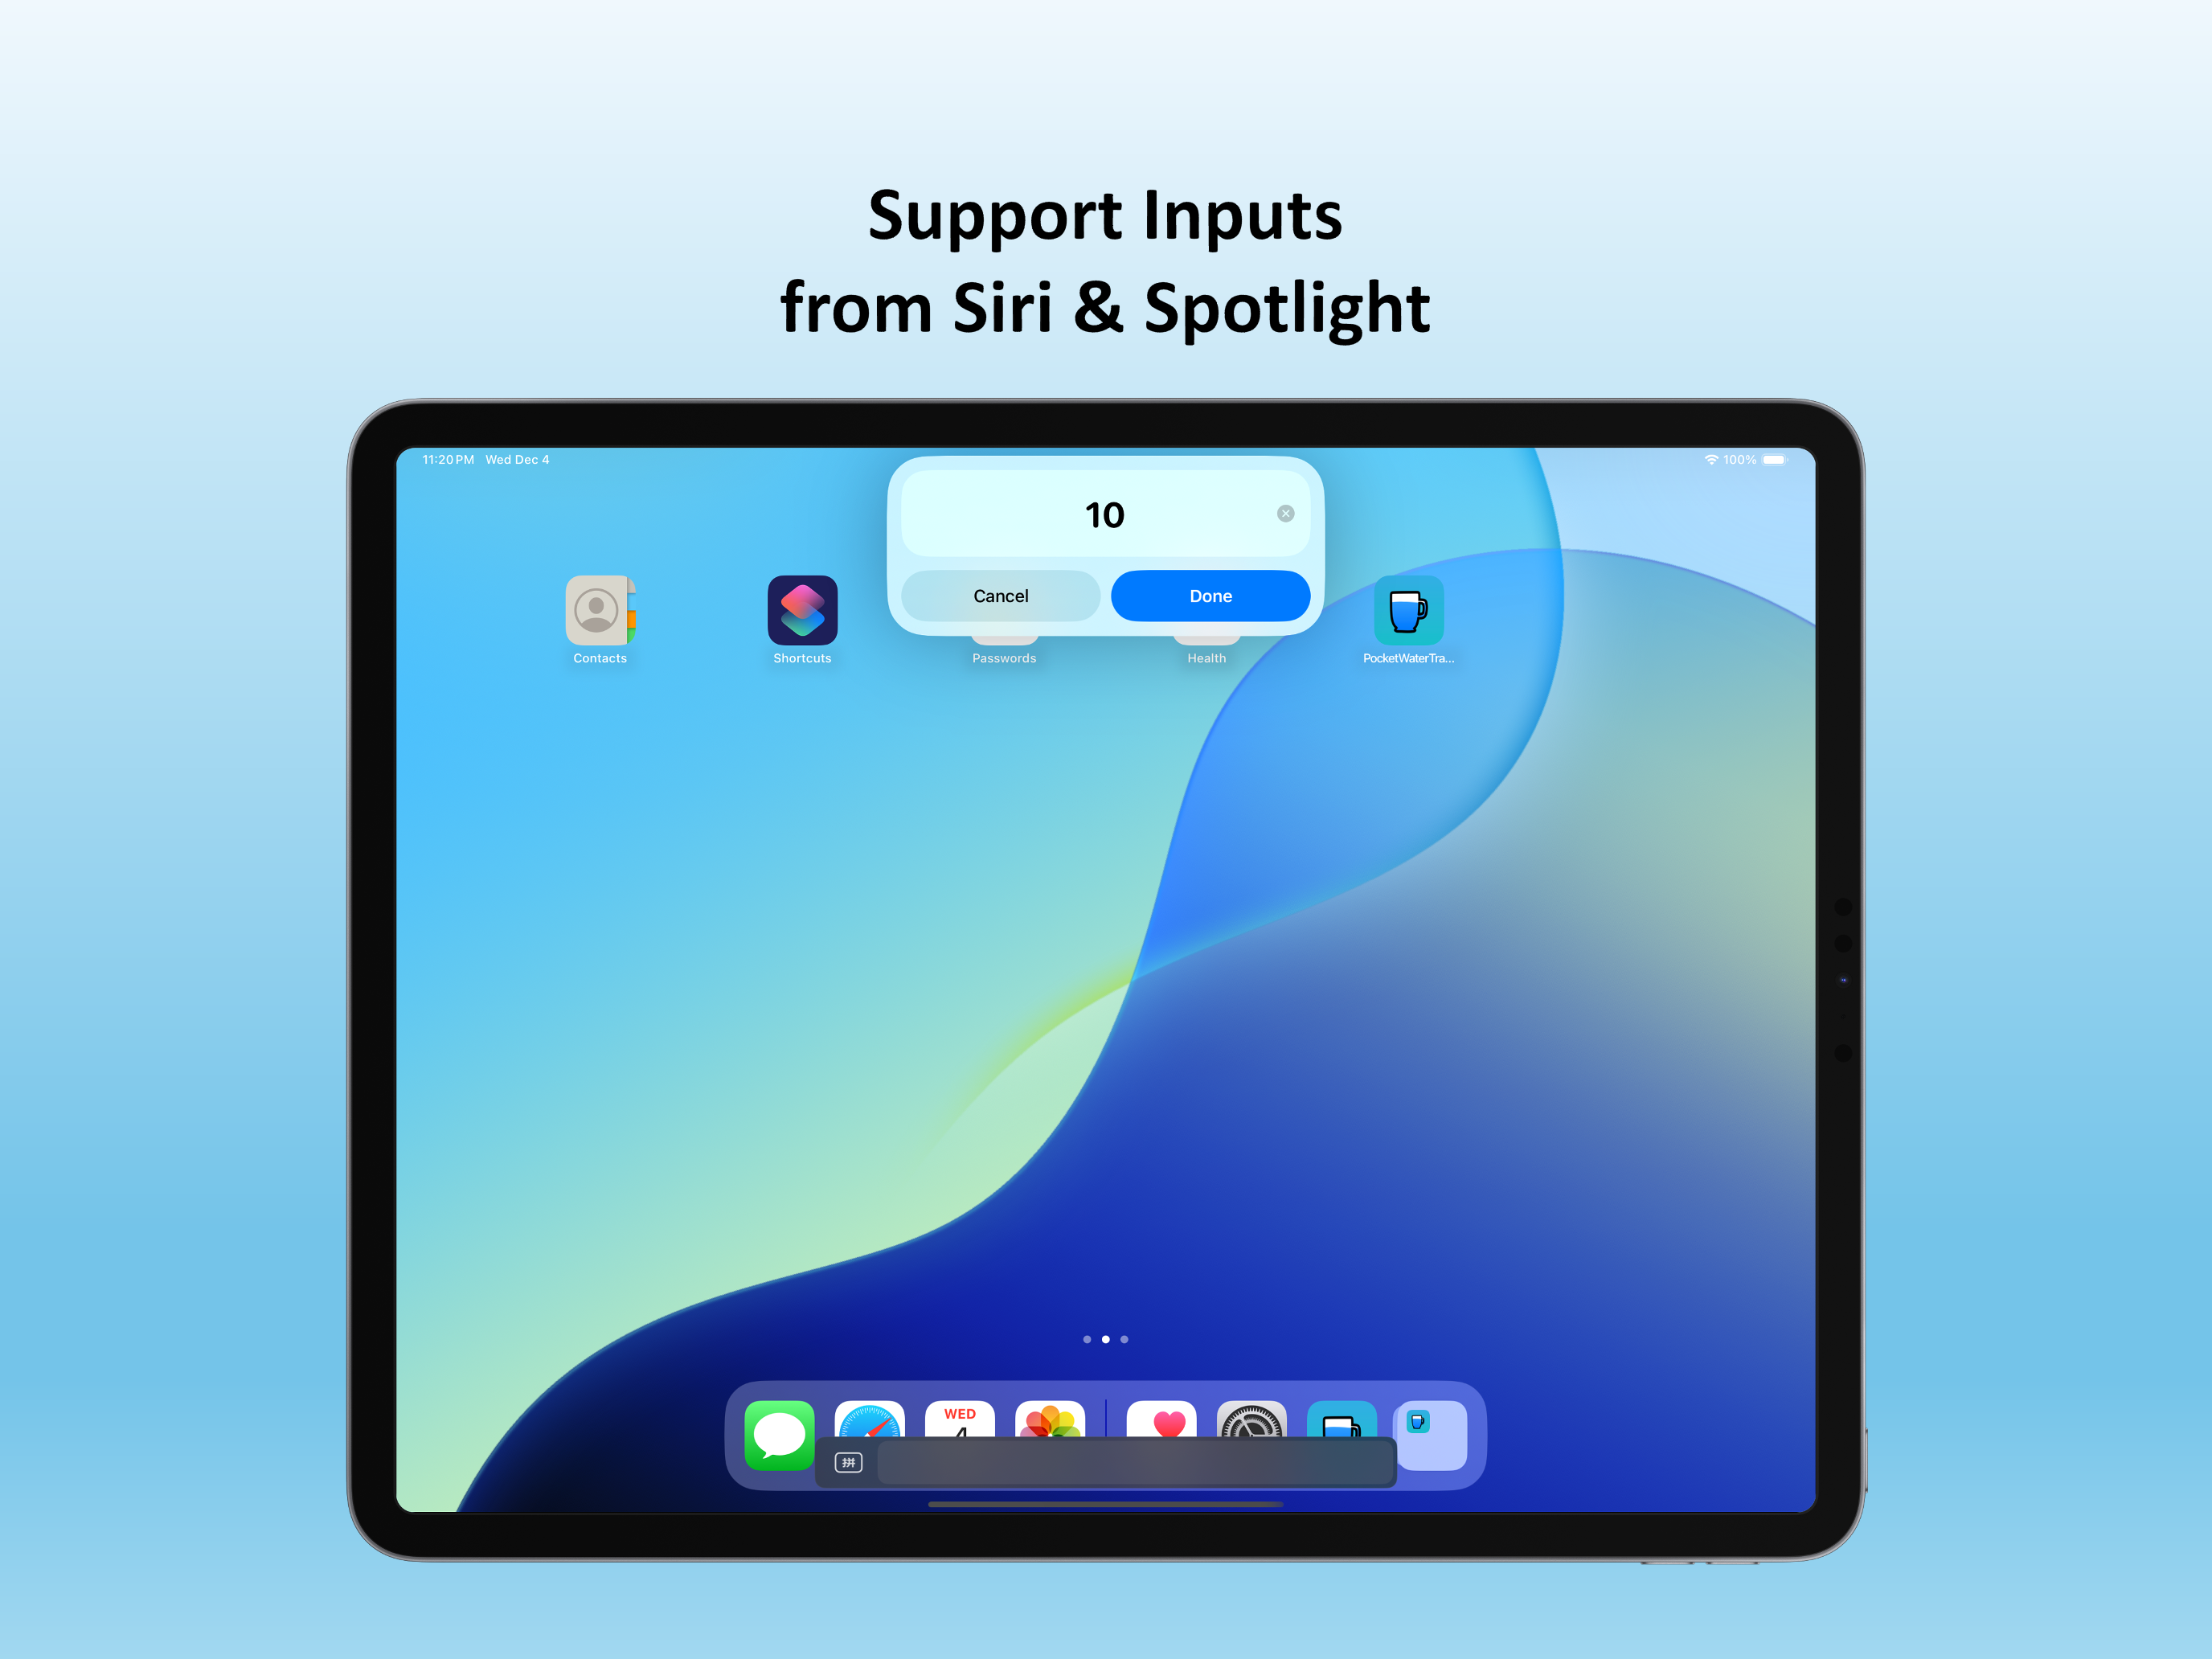 Support Inputs
from Siri & Spotlight
11:20 PM Wed Dec 4
100%
10
Cancel
Done
Contacts
Shortcuts
Passwords
Health
PocketWaterTra...
WED
拼